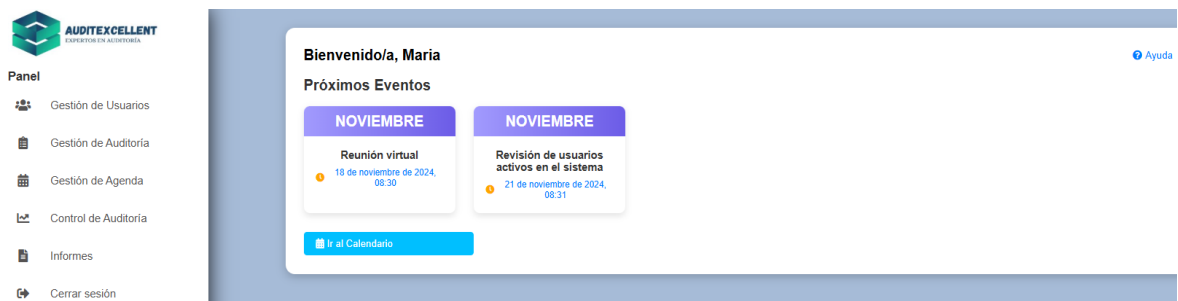 AUDITEXCELLENT
EXPERTOS EN AUDITORÍA
Panel
Gestión de Usuarios
Gestión de Auditoría
Gestión de Agenda
Control de Auditoría
Informes
Cerrar sesión
Bienvenido/a, Maria
Ayuda
Próximos Eventos
NOVIEMBRE
Reunión virtual
18 de noviembre de 2024,
08:30
NOVIEMBRE
Revisión de usuarios
activos en el sistema
21 de noviembre de 2024,
08:31
Ir al Calendario